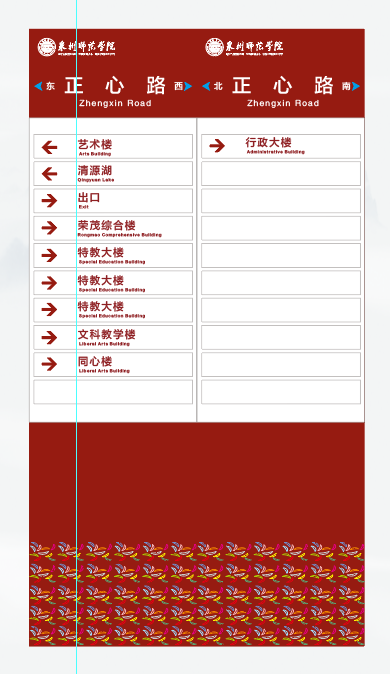 泉州师范学院
泉州师范学院
东 正心路 西
Zhengxin Road
北 正心路 南
Zhengxin Road
艺术楼
Arts Building
清源湖
Qingyuan Lake
出口
Exit
荣茂综合楼
Rongmao Comprehensive Building
特教大楼
Special Education Building
特教大楼
Special Education Building
特教大楼
Special Education Building
文科教学楼
Liberal Arts Building
同心楼
Liberal Arts Building
行政大楼
Administrative Building